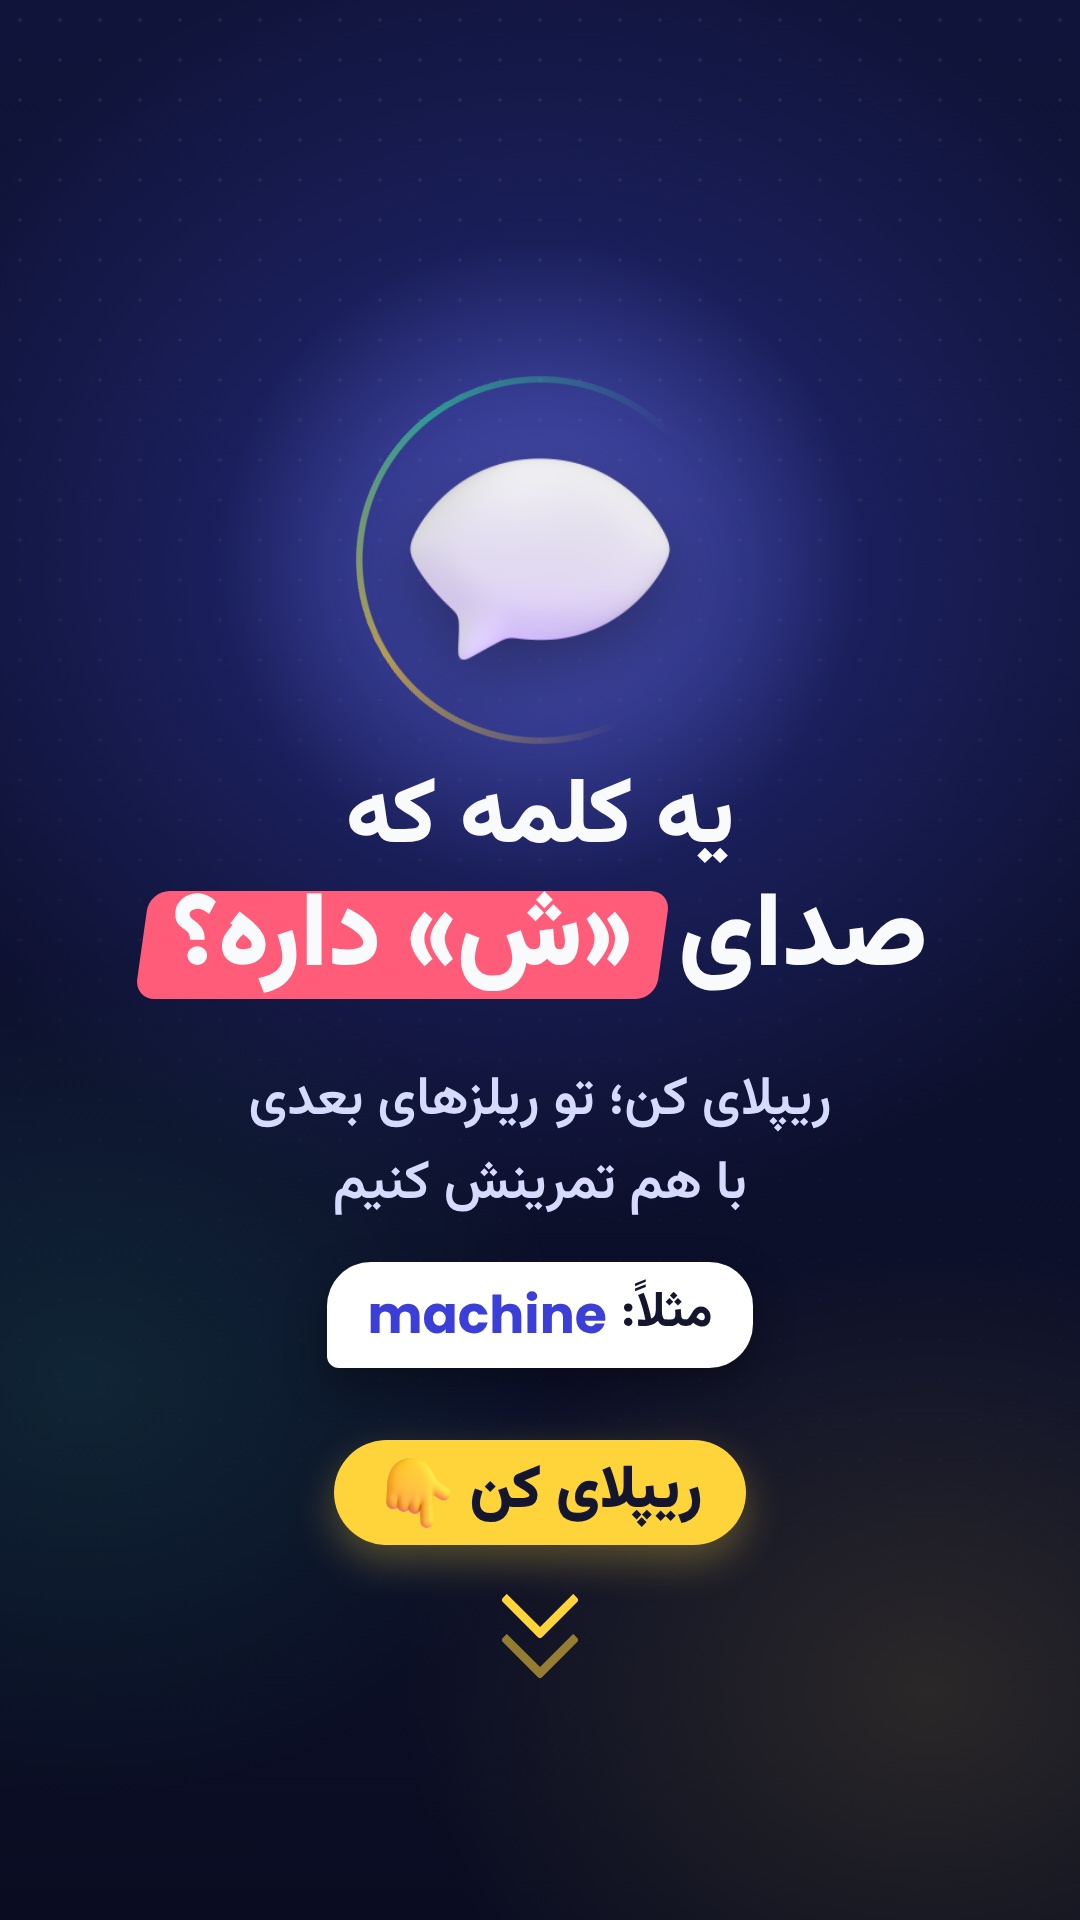 یه کلمه که
صدای «ش» داره؟
ریپلای کن؛ تو ریلزهای بعدی
با هم تمرینش کنیم
مثلاً: machine
ریپلای کن 👇